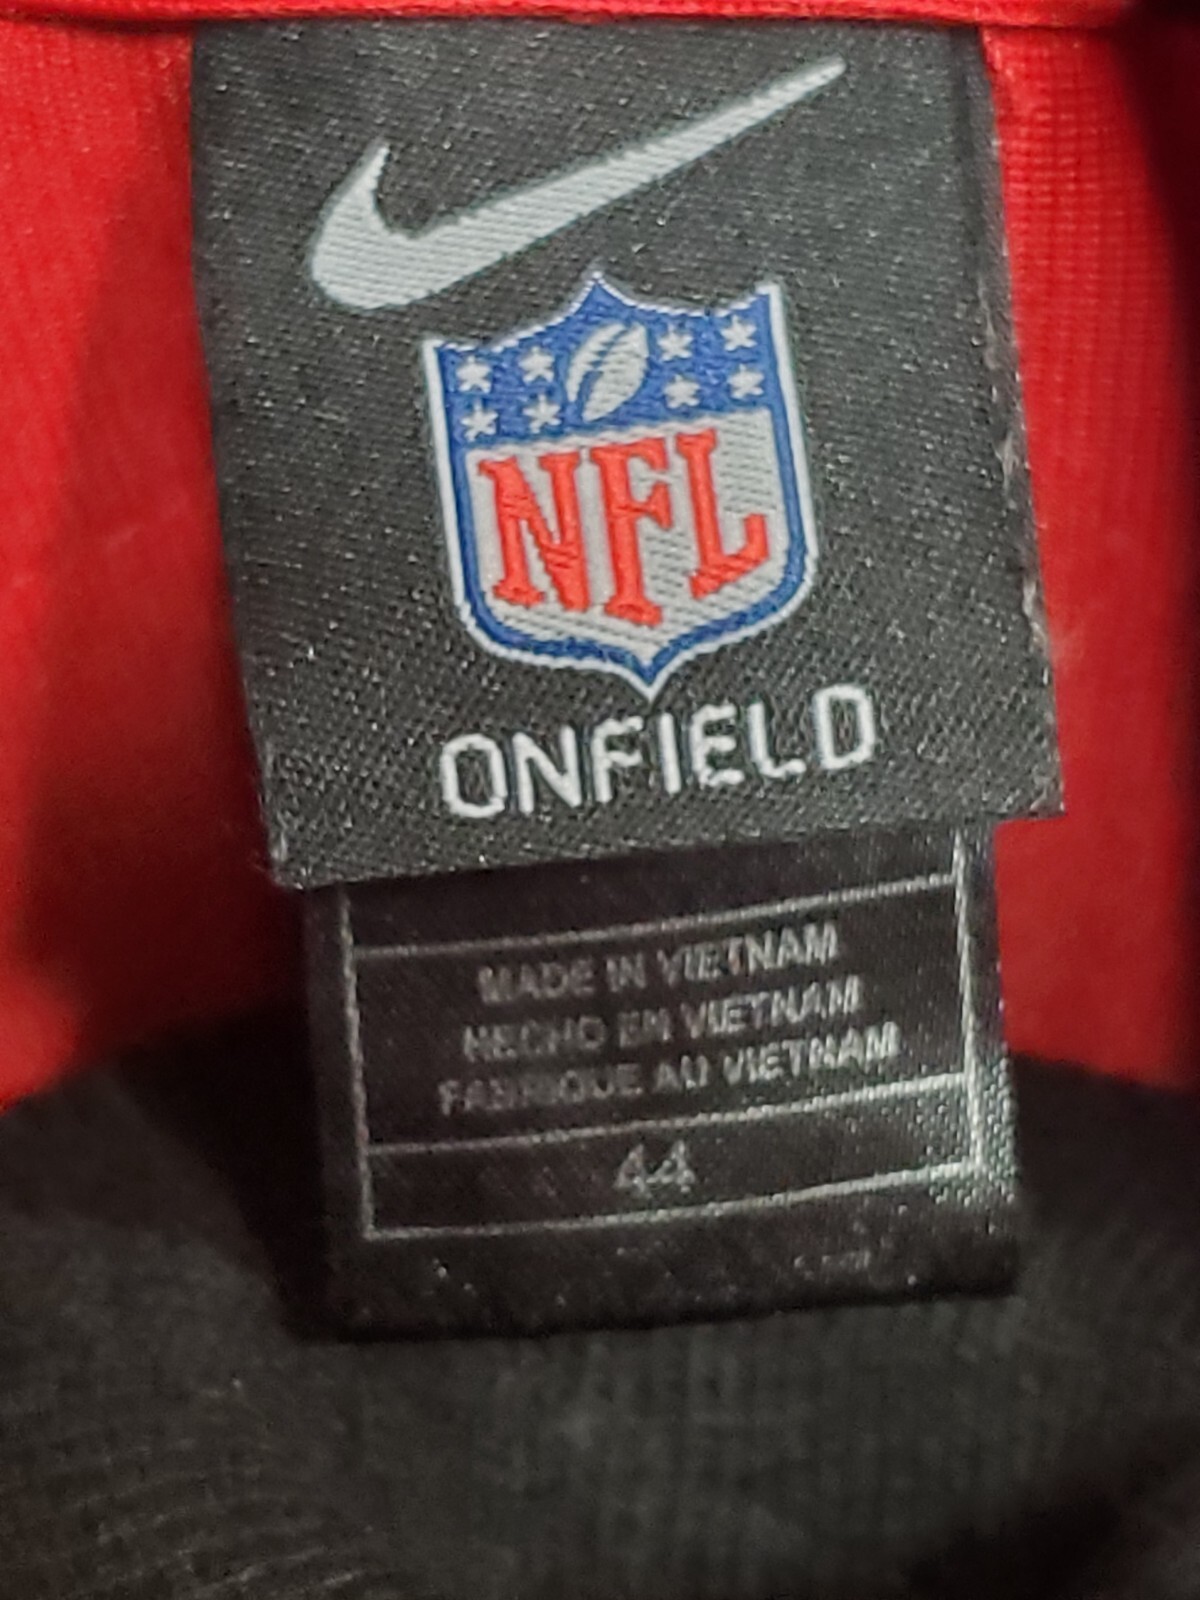 NFL
ONFIELD
MADE IN VIETNAM
HECHO EN VIETNAM
FABRIQUE AU VIETNAM
44